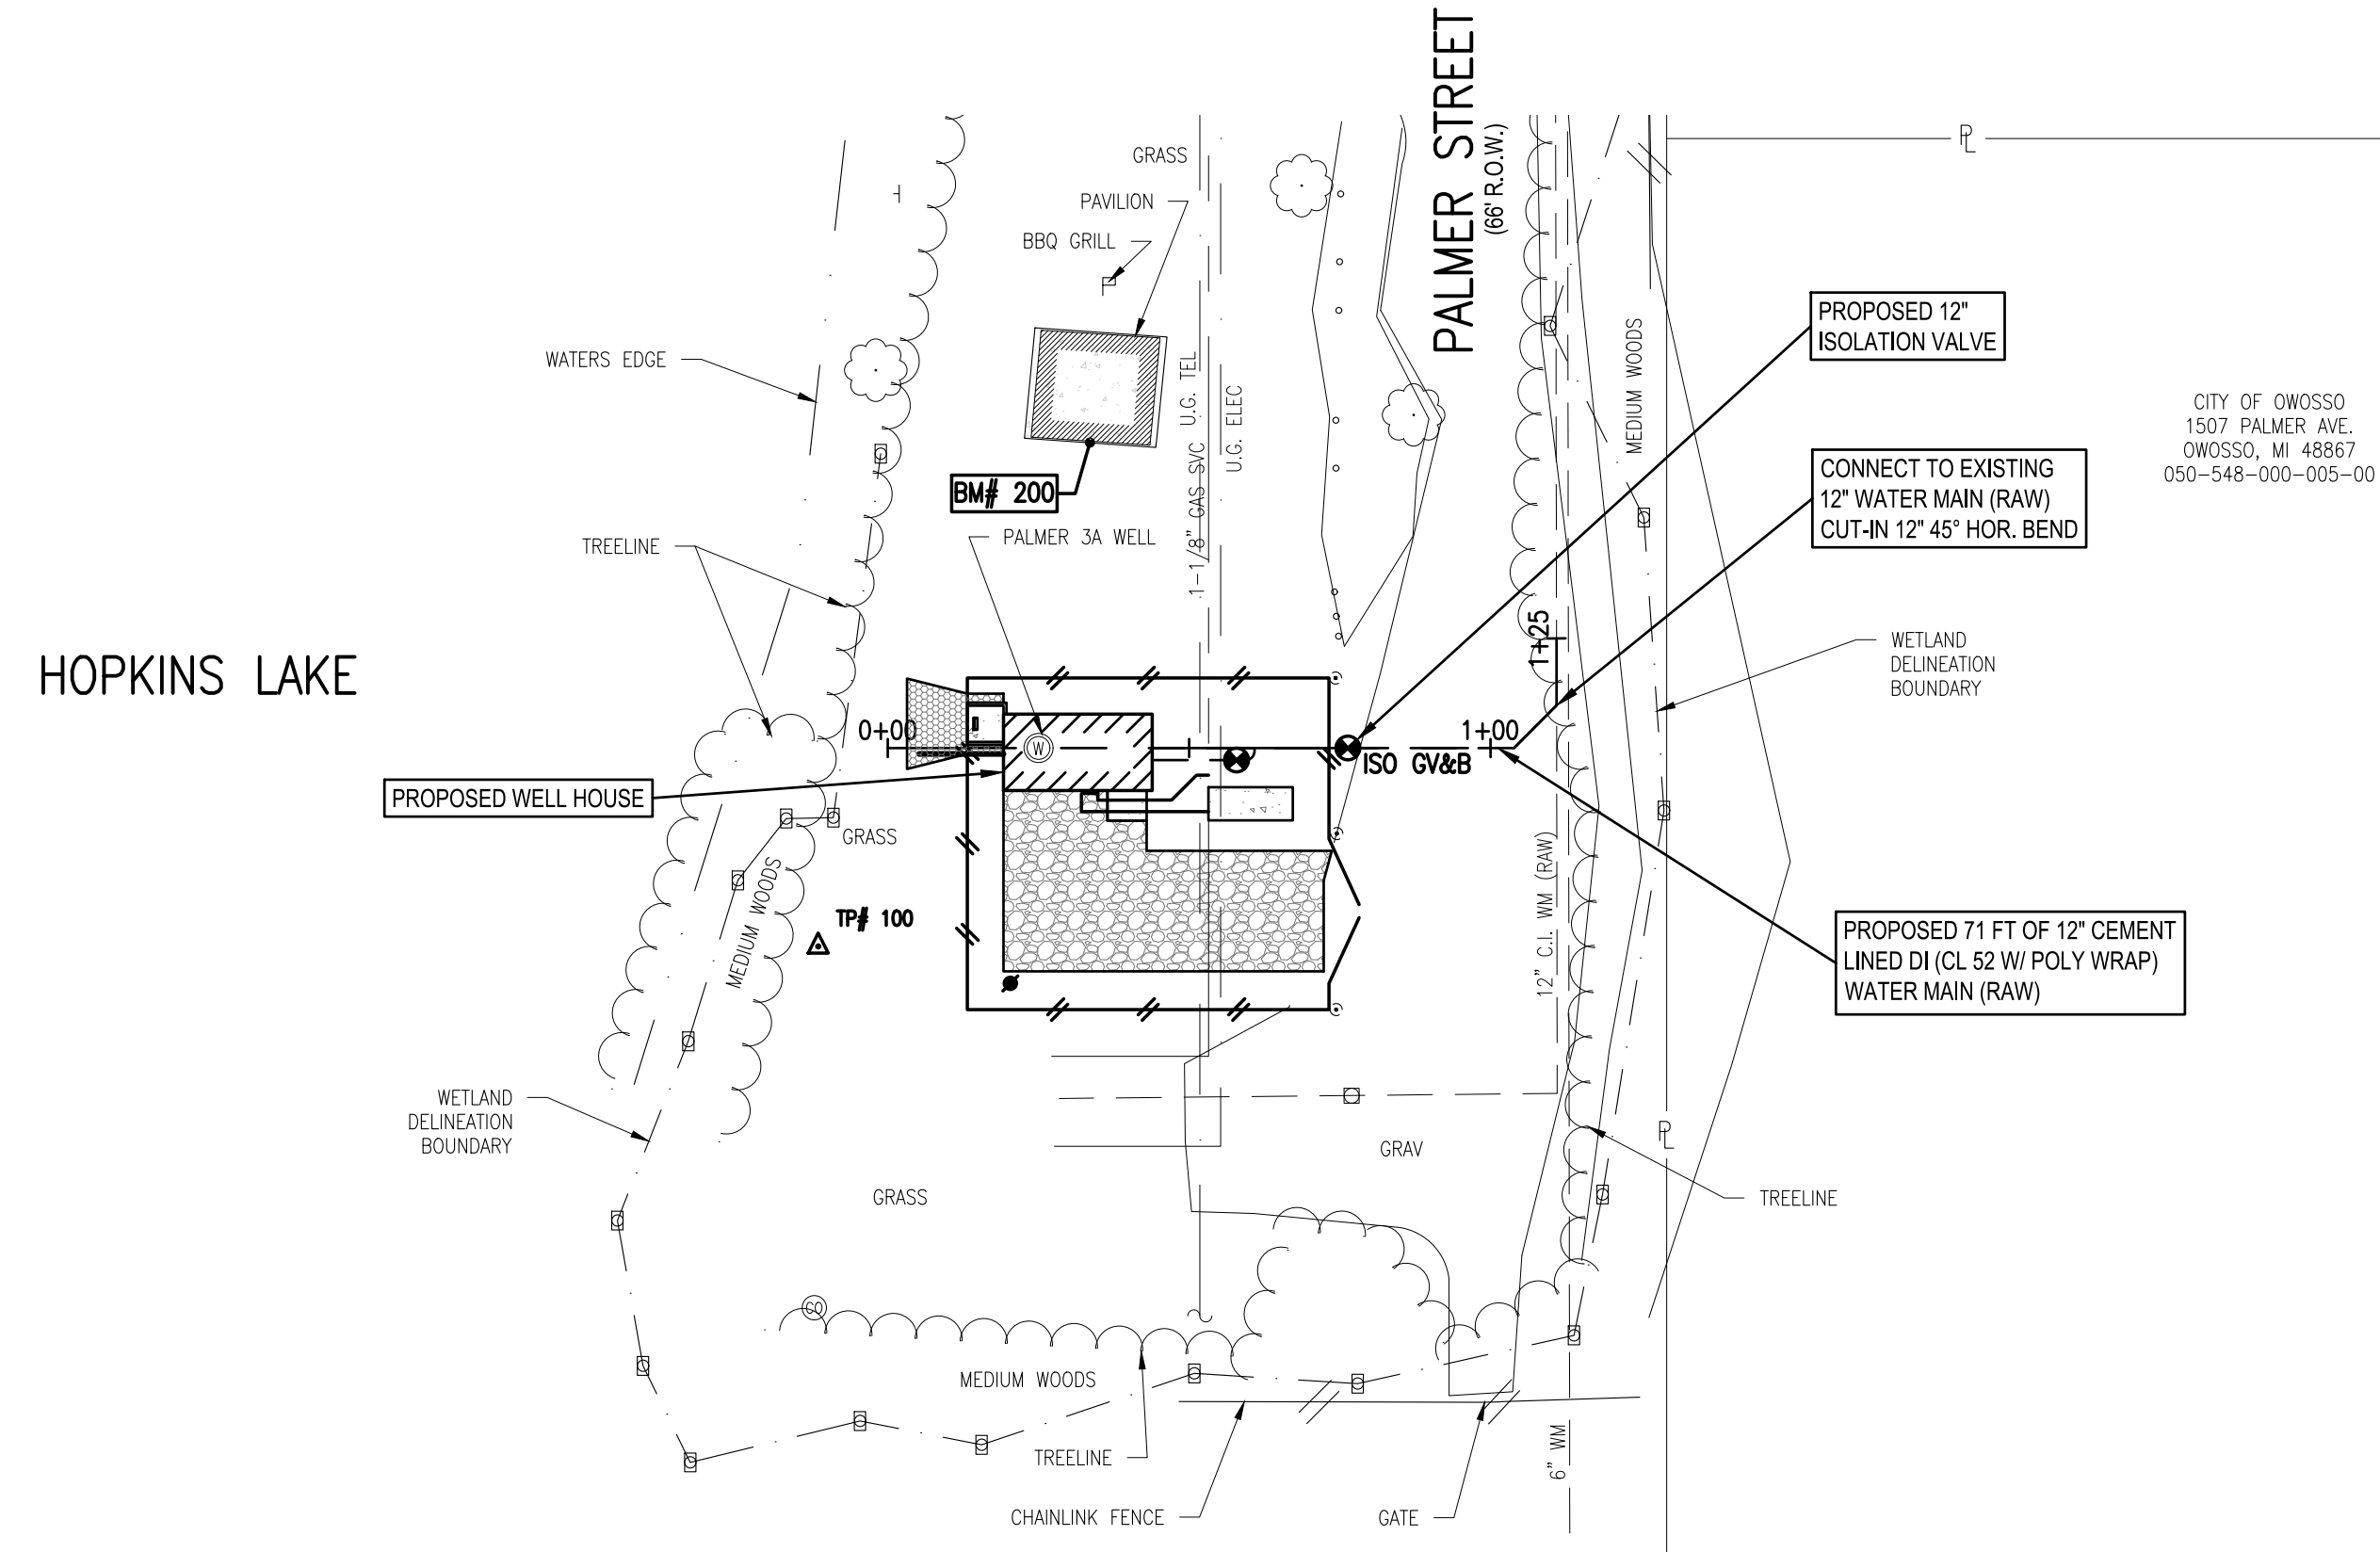 PALMER STREET
(66' R.O.W.)
GRASS
PAVILION
BBQ GRILL
WATERS EDGE
MEDIUM WOODS
PROPOSED 12"
ISOLATION VALVE
CITY OF OWOSSO
1507 PALMER AVE.
OWOSSO, MI 48867
050-548-000-005-00
1-1/8" GAS SVC
U.G. TEL
U.G. ELEC
BM# 200
CONNECT TO EXISTING
12" WATER MAIN (RAW)
CUT-IN 12" 45° HOR. BEND
PALMER 3A WELL
TREELINE
HOPKINS LAKE
1+25
WETLAND
DELINEATION
BOUNDARY
0+00
W
1+00
ISO GV&B
PROPOSED WELL HOUSE
GRASS
MEDIUM WOODS
TP# 100
12" C.I. WM (RAW)
PROPOSED 71 FT OF 12" CEMENT
LINED DI (CL 52 W/ POLY WRAP)
WATER MAIN (RAW)
WETLAND
DELINEATION
BOUNDARY
GRAV
GRASS
TREELINE
CO
MEDIUM WOODS
TREELINE
6" WM
CHAINLINK FENCE
GATE
PL
PL